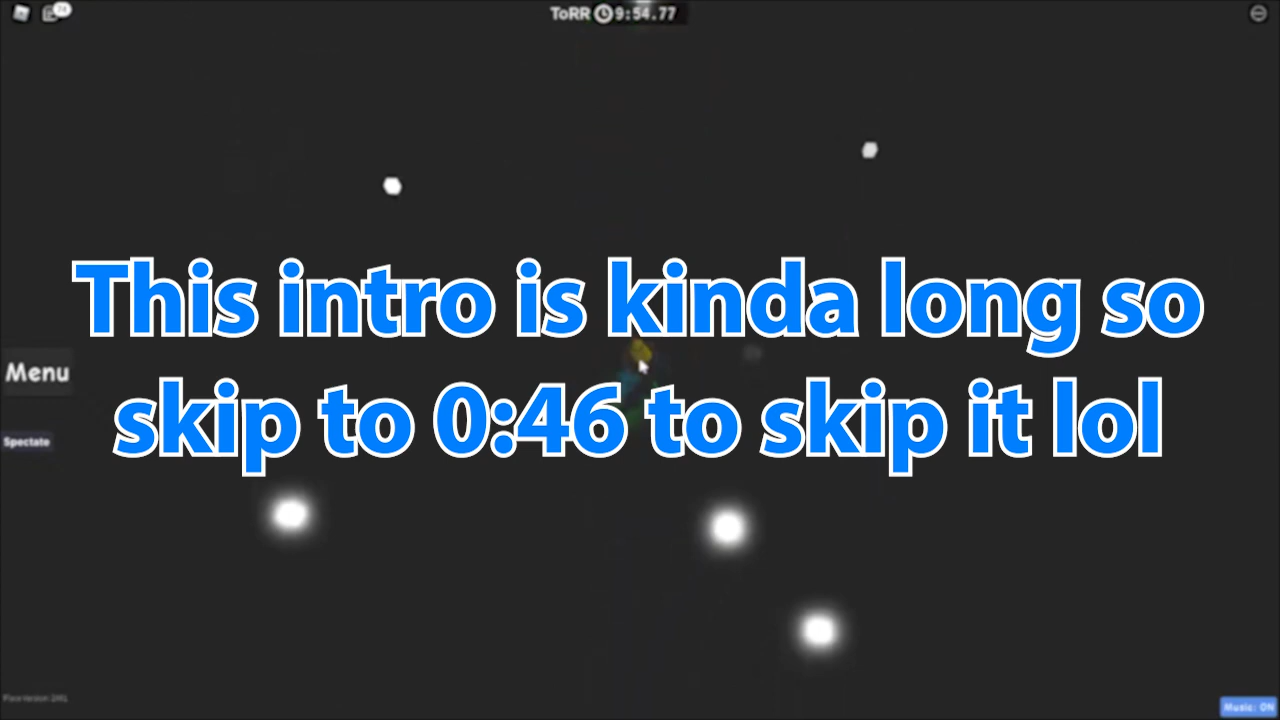 ToRR 9:54.77
This intro is kinda long so
Menu
skip to 0:46 to skip it lol
Spectate
Music: ON